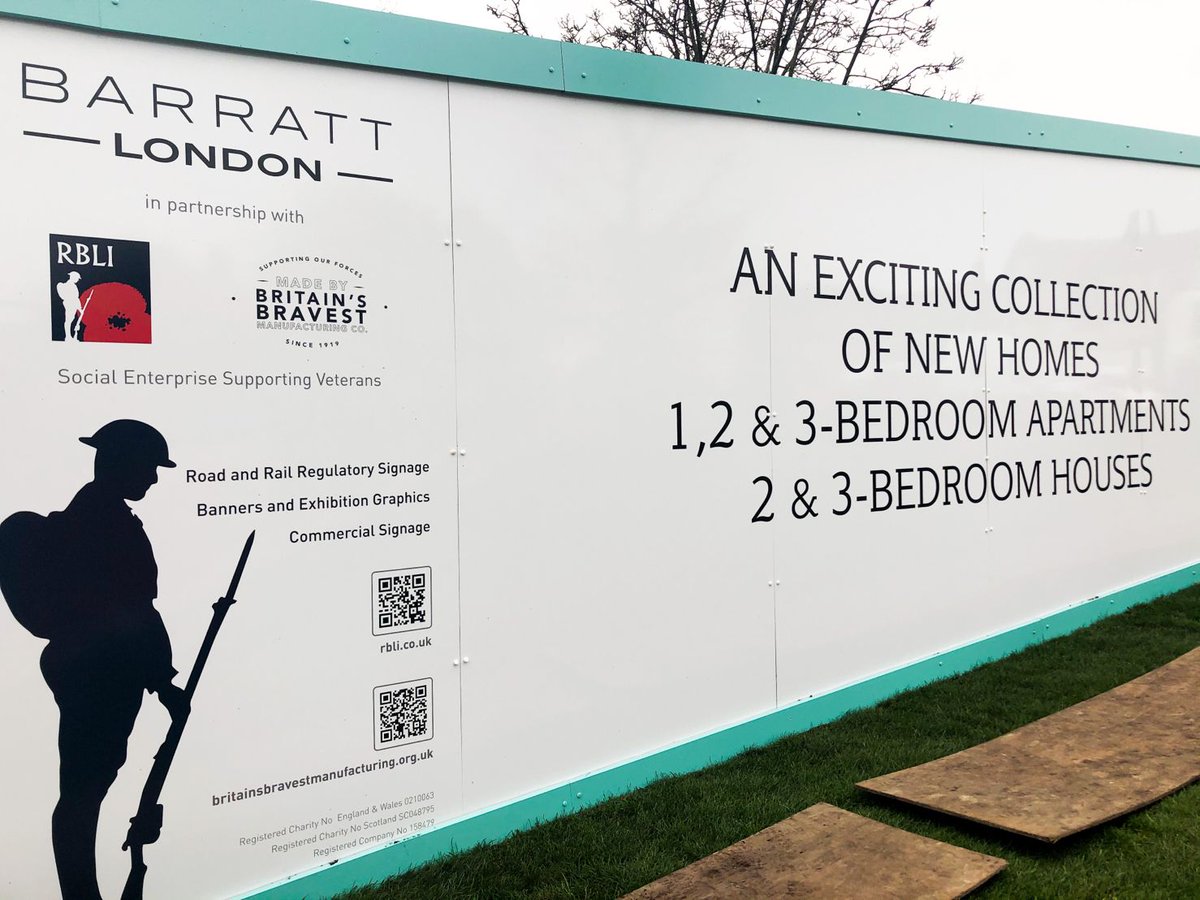 BARRATT
LONDON
in partnership with
RBLI
SUPPORTING OUR FORCES
MADE BY
BRITAIN'S
BRAVEST
MANUFACTURING CO.
SINCE 1919
Social Enterprise Supporting Veterans
Road and Rail Regulatory Signage
Banners and Exhibition Graphics
Commercial Signage
rbli.co.uk
britainsbravestmanufacturing.org.uk
Registered Charity No England & Wales 0210063
Registered Charity No Scotland SC048795
Registered Company No 158479
AN EXCITING COLLECTION
OF NEW HOMES
1,2 & 3-BEDROOM APARTMENTS
2 & 3-BEDROOM HOUSES